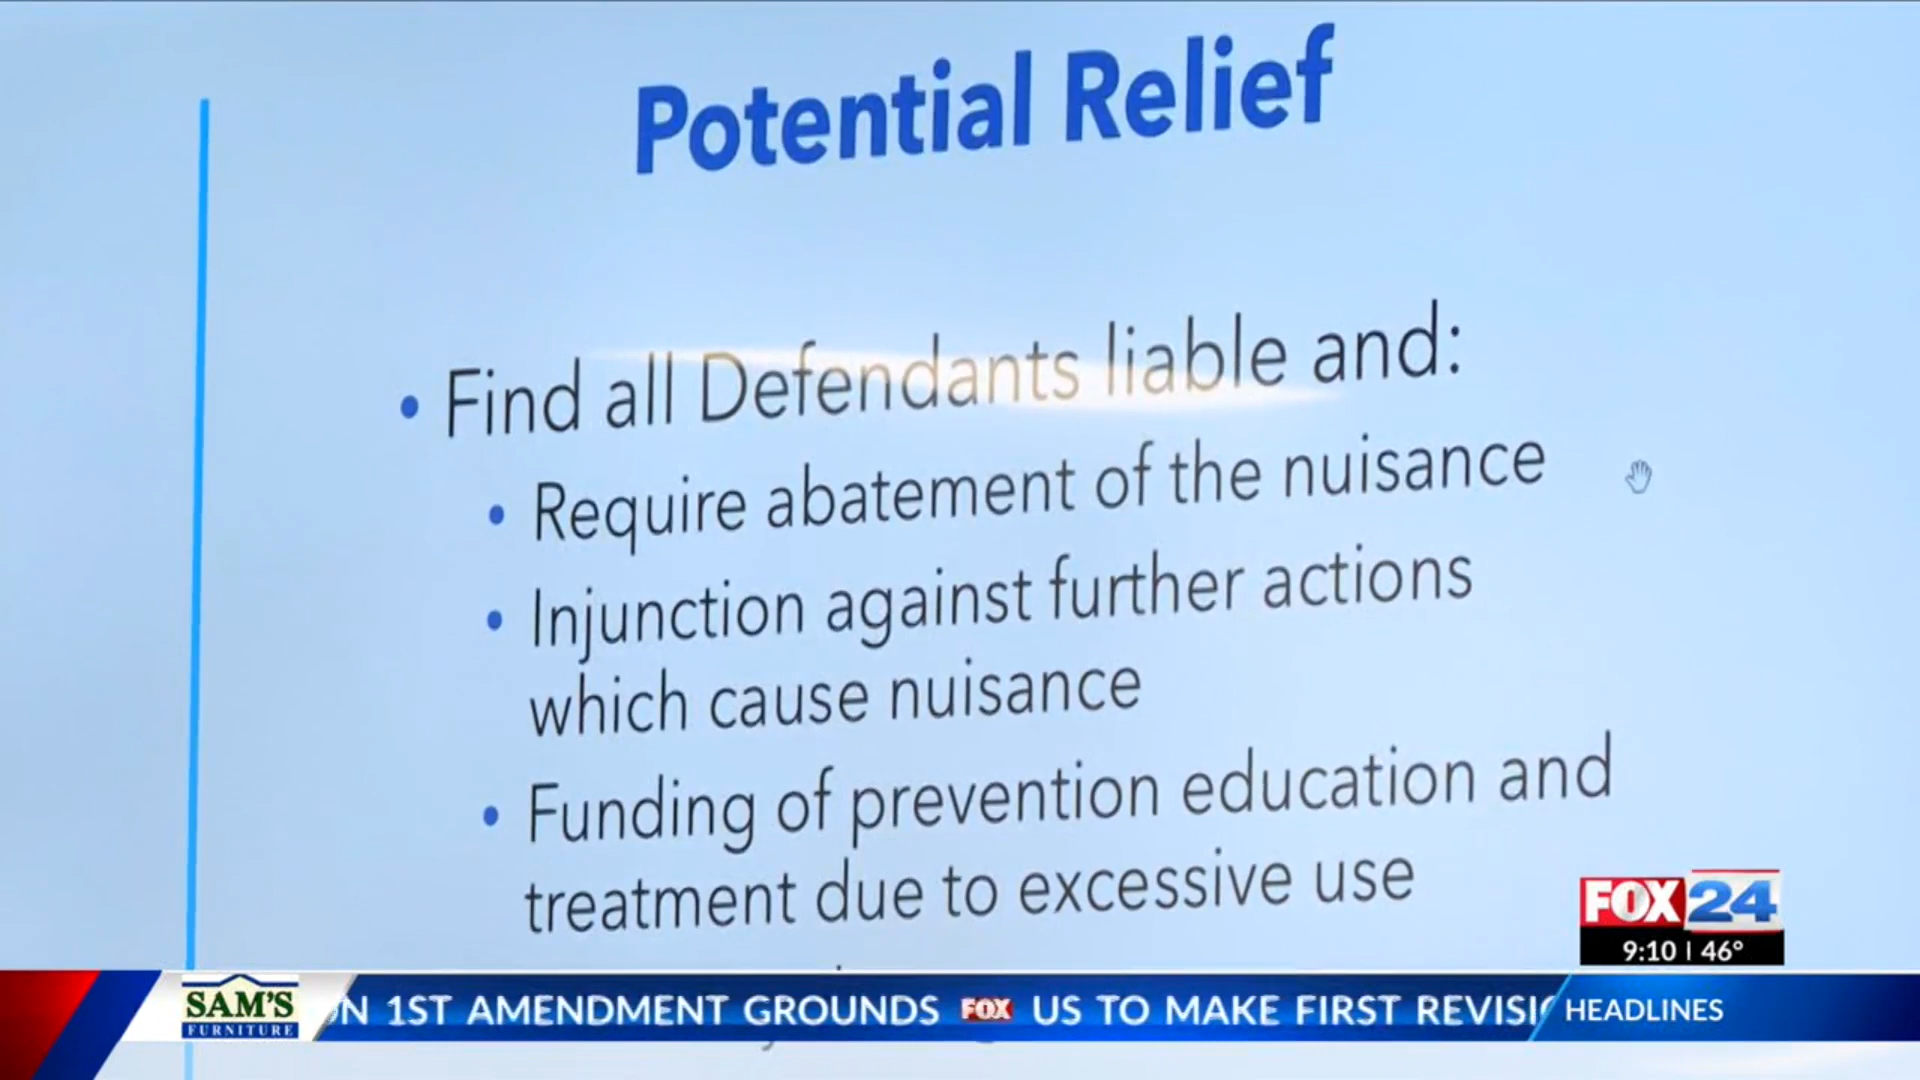 Potential Relief
• Find all Defendants liable and:
• Require abatement of the nuisance
• Injunction against further actions
which cause nuisance
• Funding of prevention education and
treatment due to excessive use
FOX 24
9:10 | 46°
SAM'S
FURNITURE
N 1ST AMENDMENT GROUNDS FOX US TO MAKE FIRST REVISI
HEADLINES